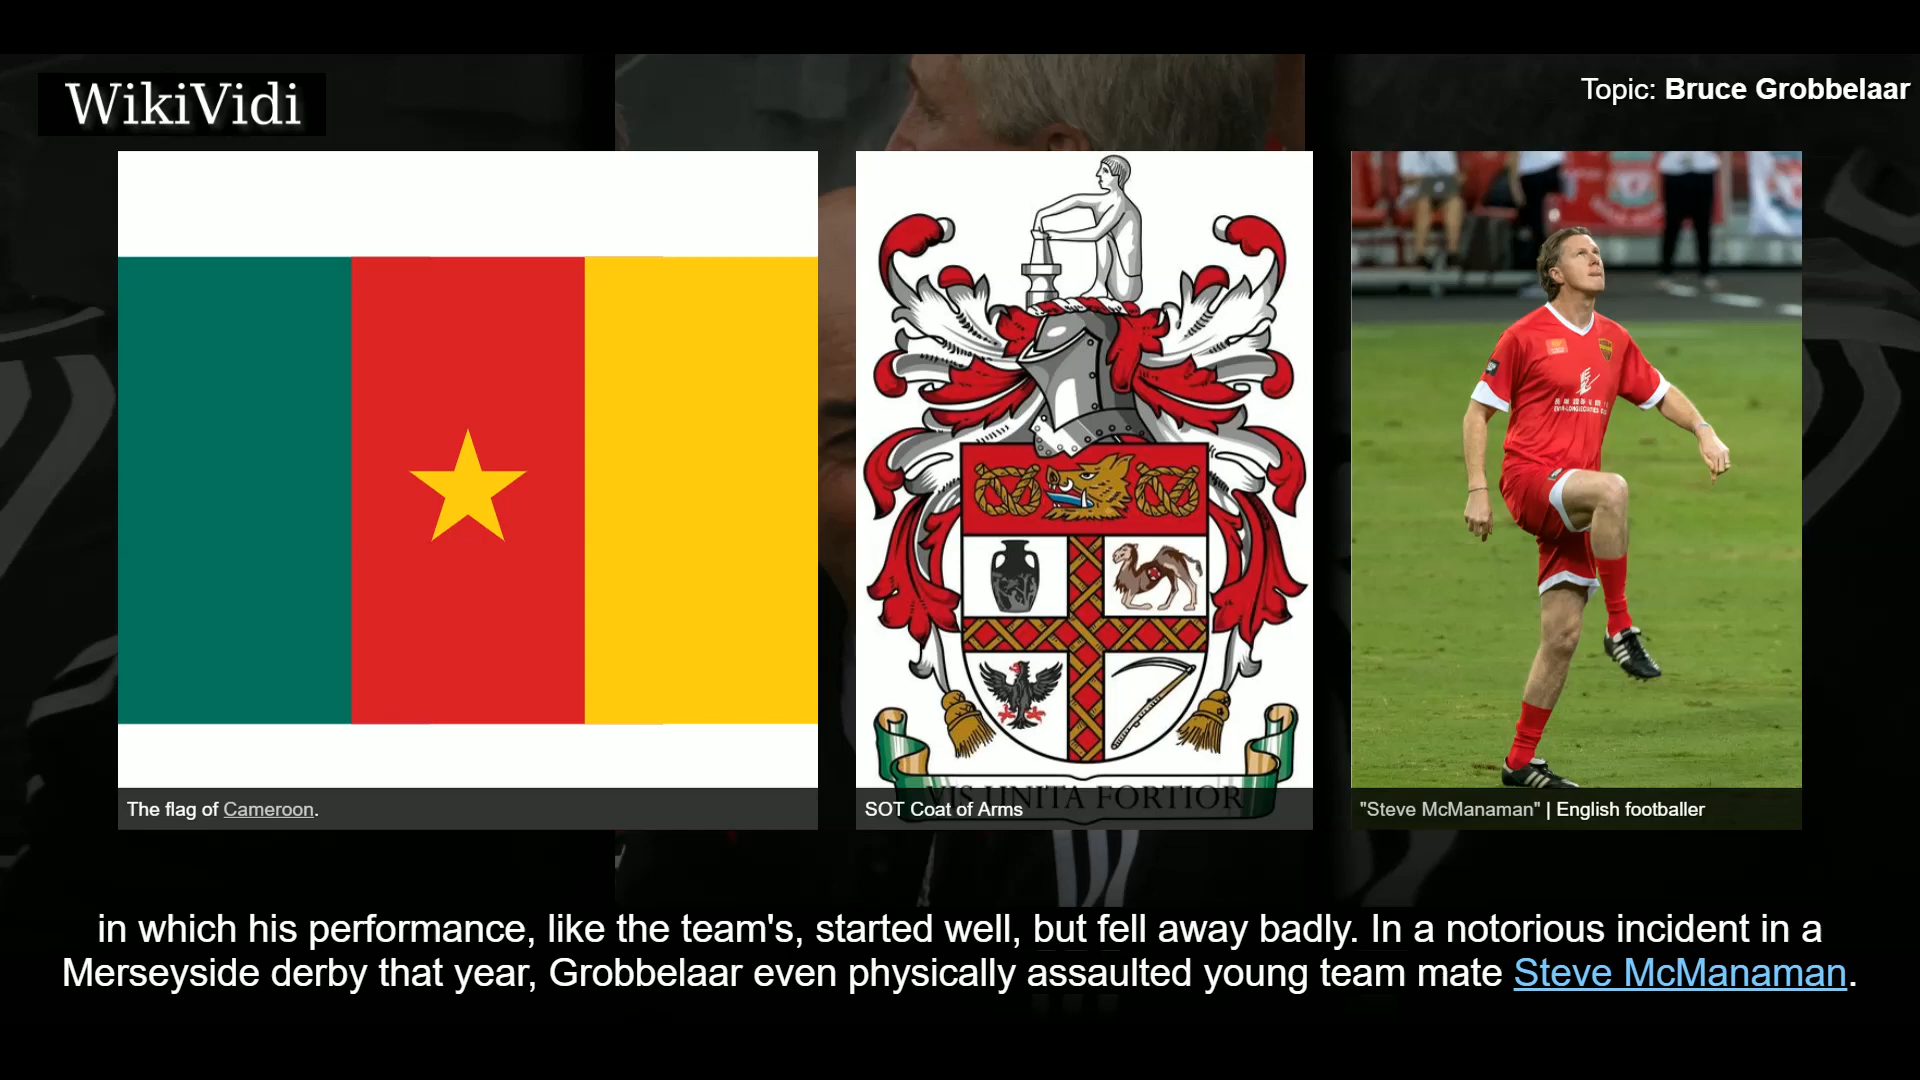 WikiVidi
Topic: Bruce Grobbelaar
VIS UNITA FORTIOR
The flag of Cameroon.
SOT Coat of Arms
"Steve McManaman" | English footballer
in which his performance, like the team's, started well, but fell away badly. In a notorious incident in a
Merseyside derby that year, Grobbelaar even physically assaulted young team mate Steve McManaman.